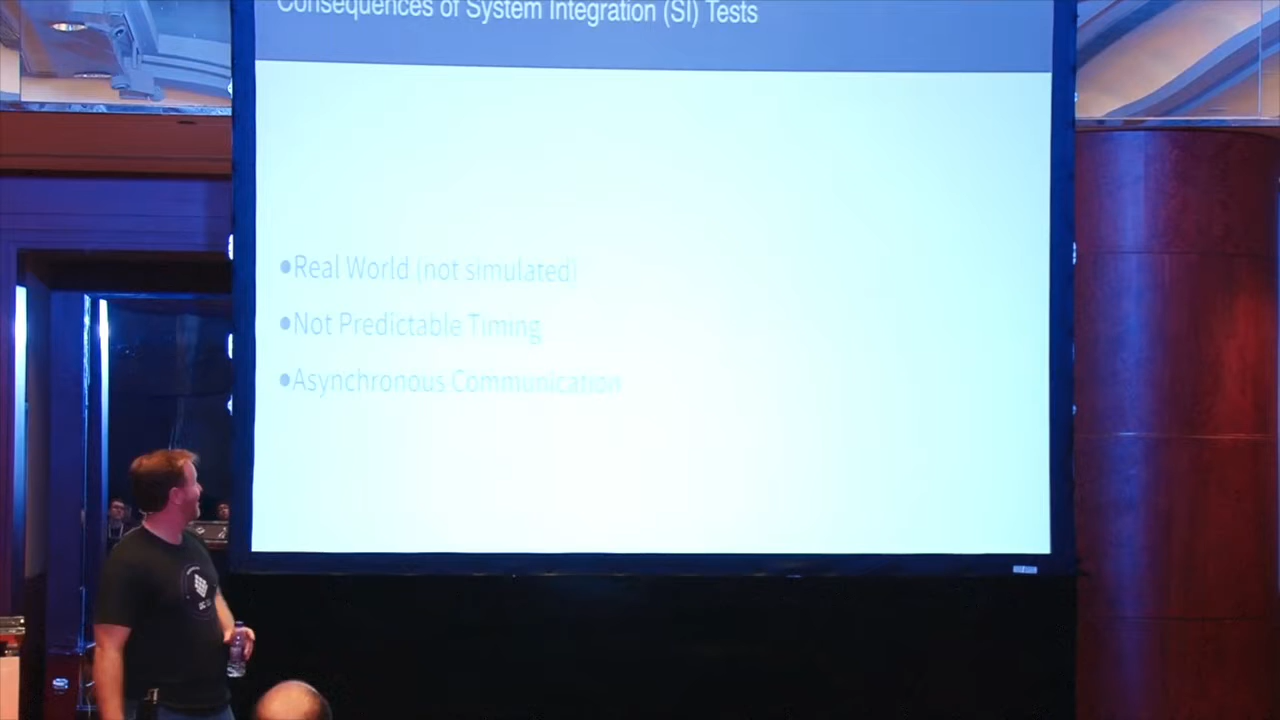 Consequences of System Integration (SI) Tests
•Real World (not simulated)
•Not Predictable Timing
•Asynchronous Communication